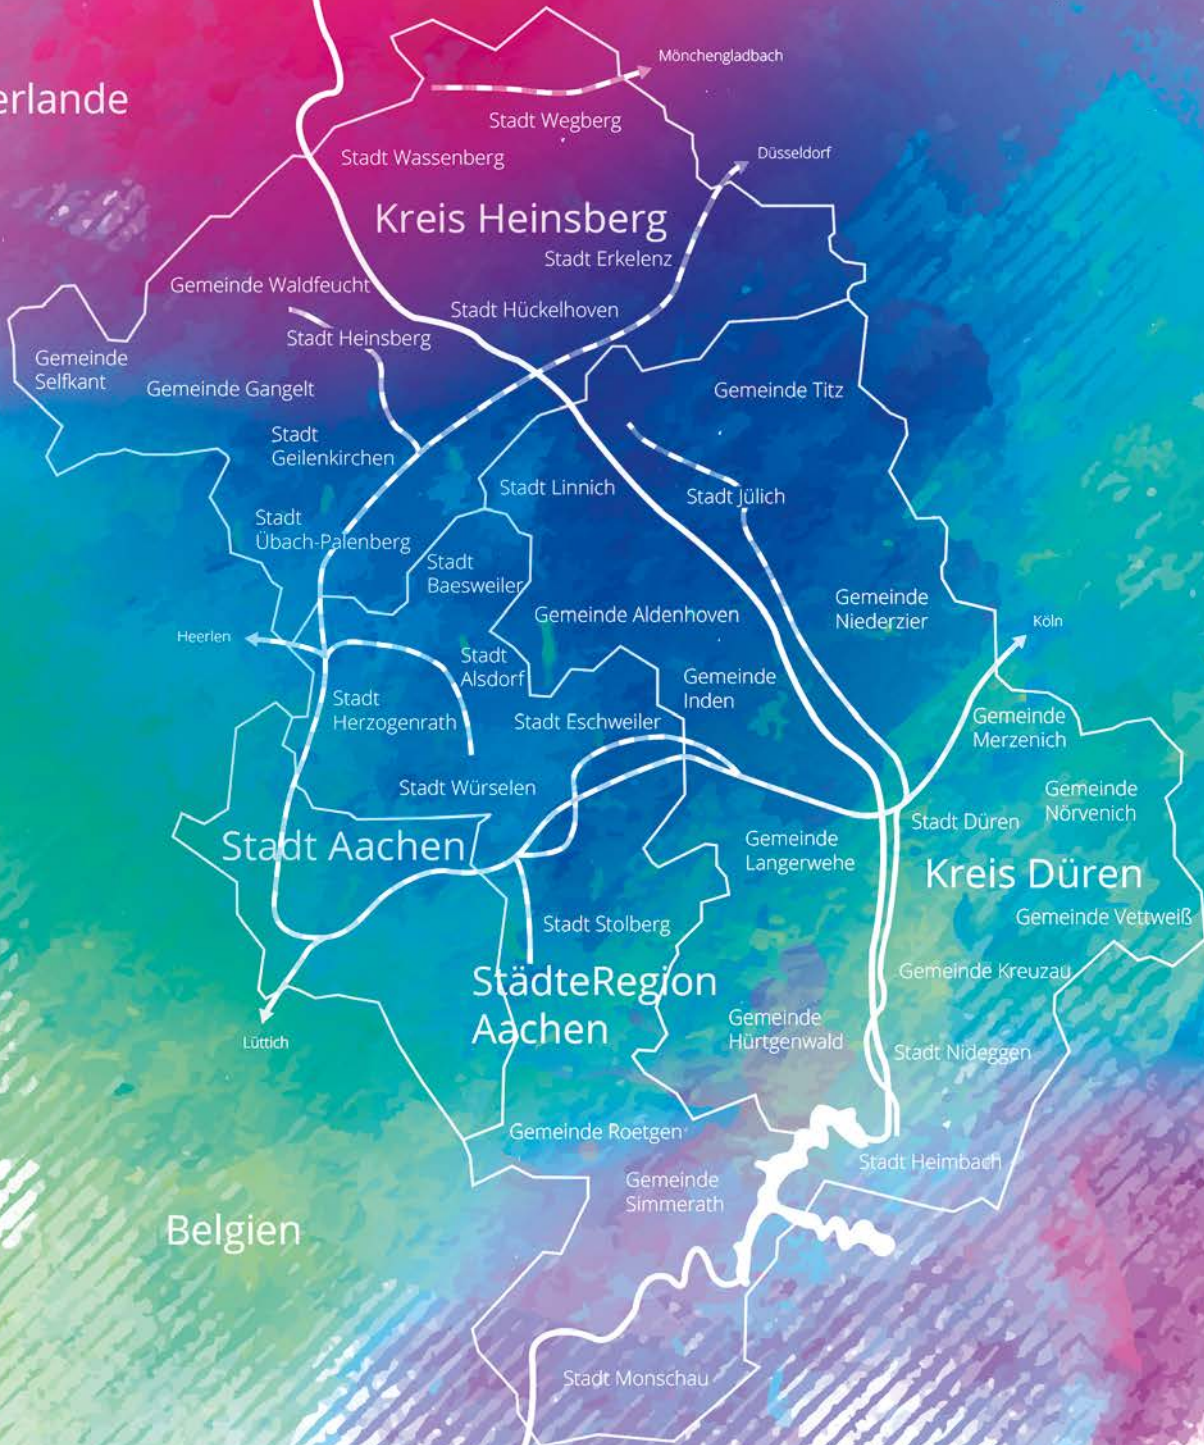 Mönchengladbach
erlande
Stadt Wegberg
Düsseldorf
Stadt Wassenberg
Kreis Heinsberg
Stadt Erkelenz
Gemeinde Waldfeucht
Stadt Hückelhoven
Stadt Heinsberg
Gemeinde
Selfkant
Gemeinde Gangelt
Gemeinde Titz
Stadt
Geilenkirchen
Stadt Linnich
Stadt Jülich
Stadt
Übach-Palenberg
Stadt
Baesweiler
Gemeinde
Niederzier
Gemeinde Aldenhoven
Köln
Heerlen
Stadt
Alsdorf
Gemeinde
Inden
Stadt
Herzogenrath
Stadt Eschweiler
Gemeinde
Merzenich
Stadt Würselen
Gemeinde
Nörvenich
Stadt Düren
Stadt Aachen
Gemeinde
Langerwehe
Kreis Düren
Gemeinde Vettweiß
Stadt Stolberg
Gemeinde Kreuzau
StädteRegion
Aachen
Gemeinde
Hürtgenwald
Lüttich
Stadt Nideggen
Gemeinde Roetgen
Stadt Heimbach
Gemeinde
Simmerath
Belgien
Stadt Monschau